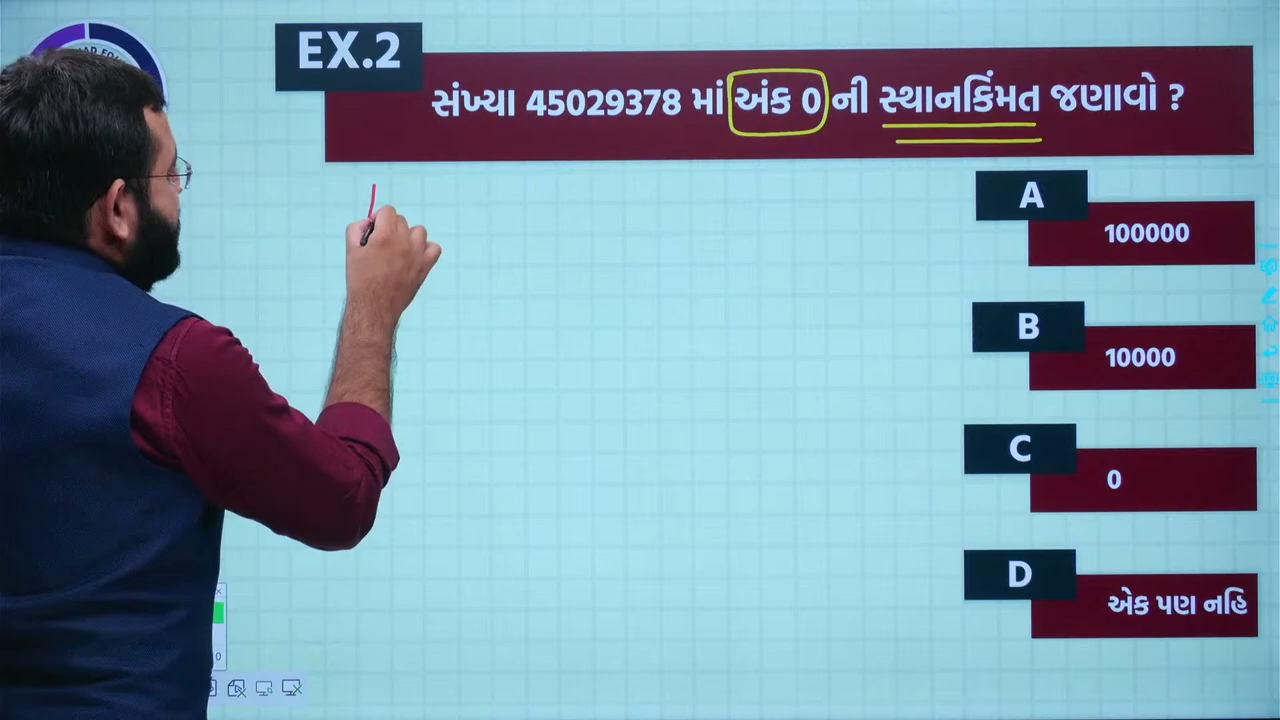 EX.2
સંખ્યા 45029378 માં અંક 0 ની સ્થાનકિંમત જણાવો ?
A
100000
B
10000
C
0
D
એક પણ નહિ